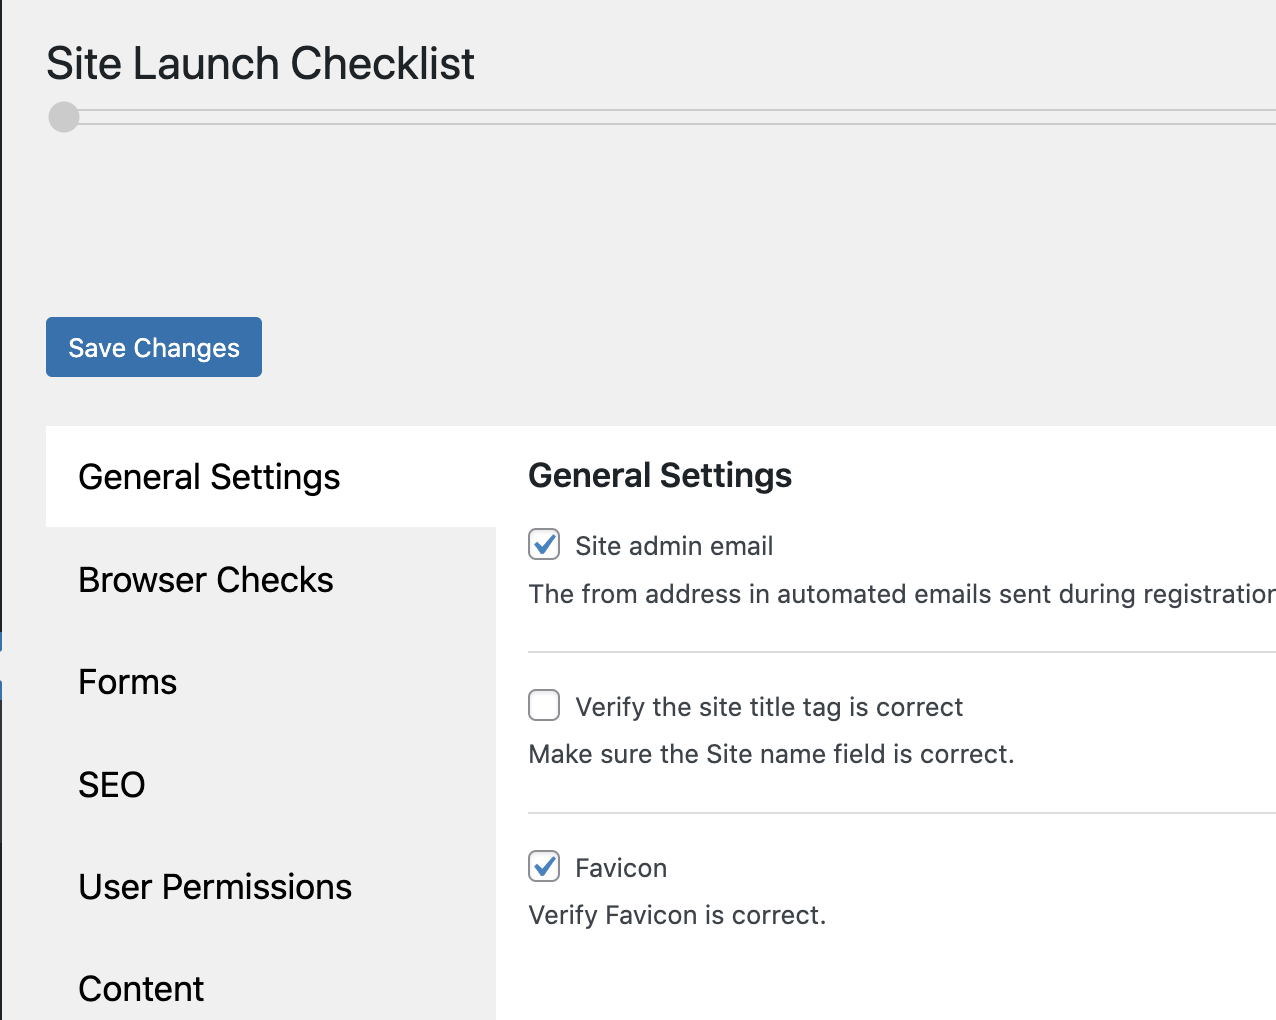 Site Launch Checklist
Save Changes
General Settings
Browser Checks
Forms
SEO
User Permissions
Content
General Settings
Site admin email
The from address in automated emails sent during registration
Verify the site title tag is correct
Make sure the Site name field is correct.
Favicon
Verify Favicon is correct.